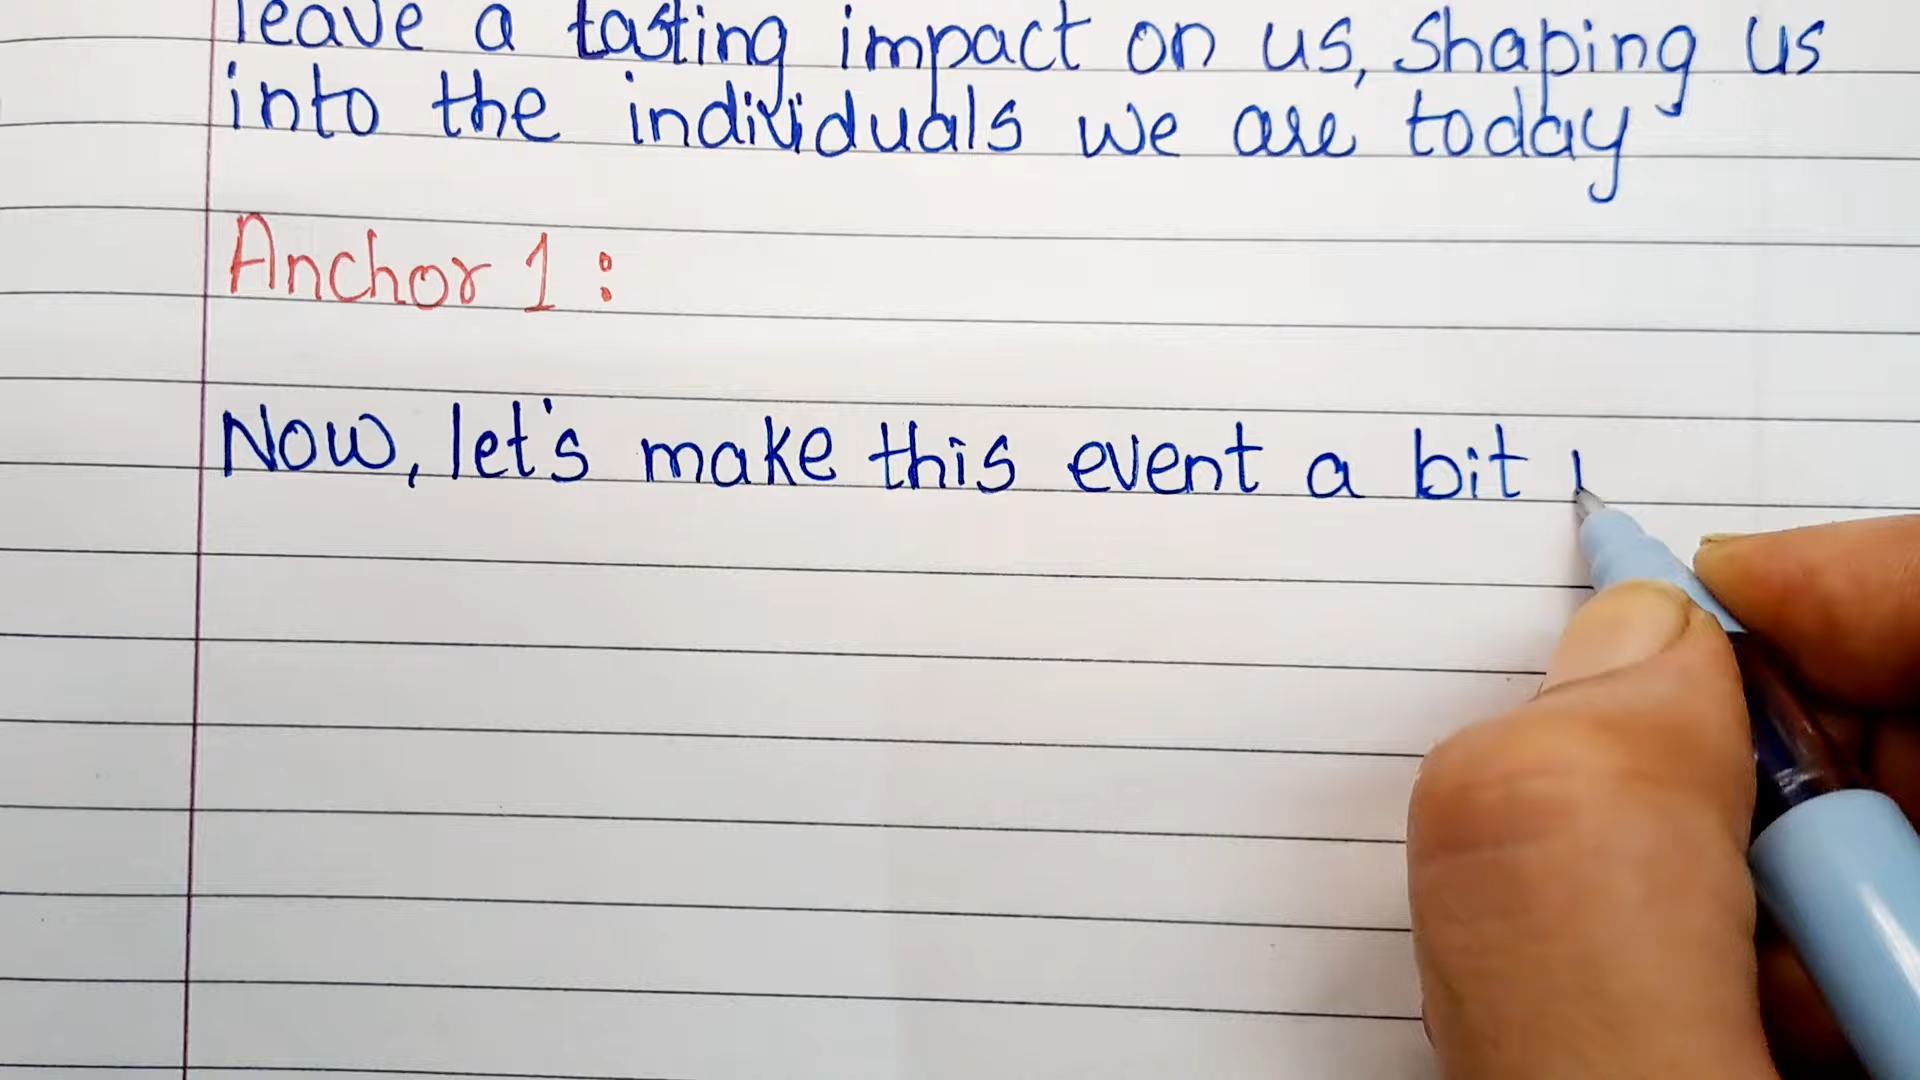 leave a tasting impact on us, shaping us
into the individuals we are today
Anchor 1 :
Now, let's make this event a bit